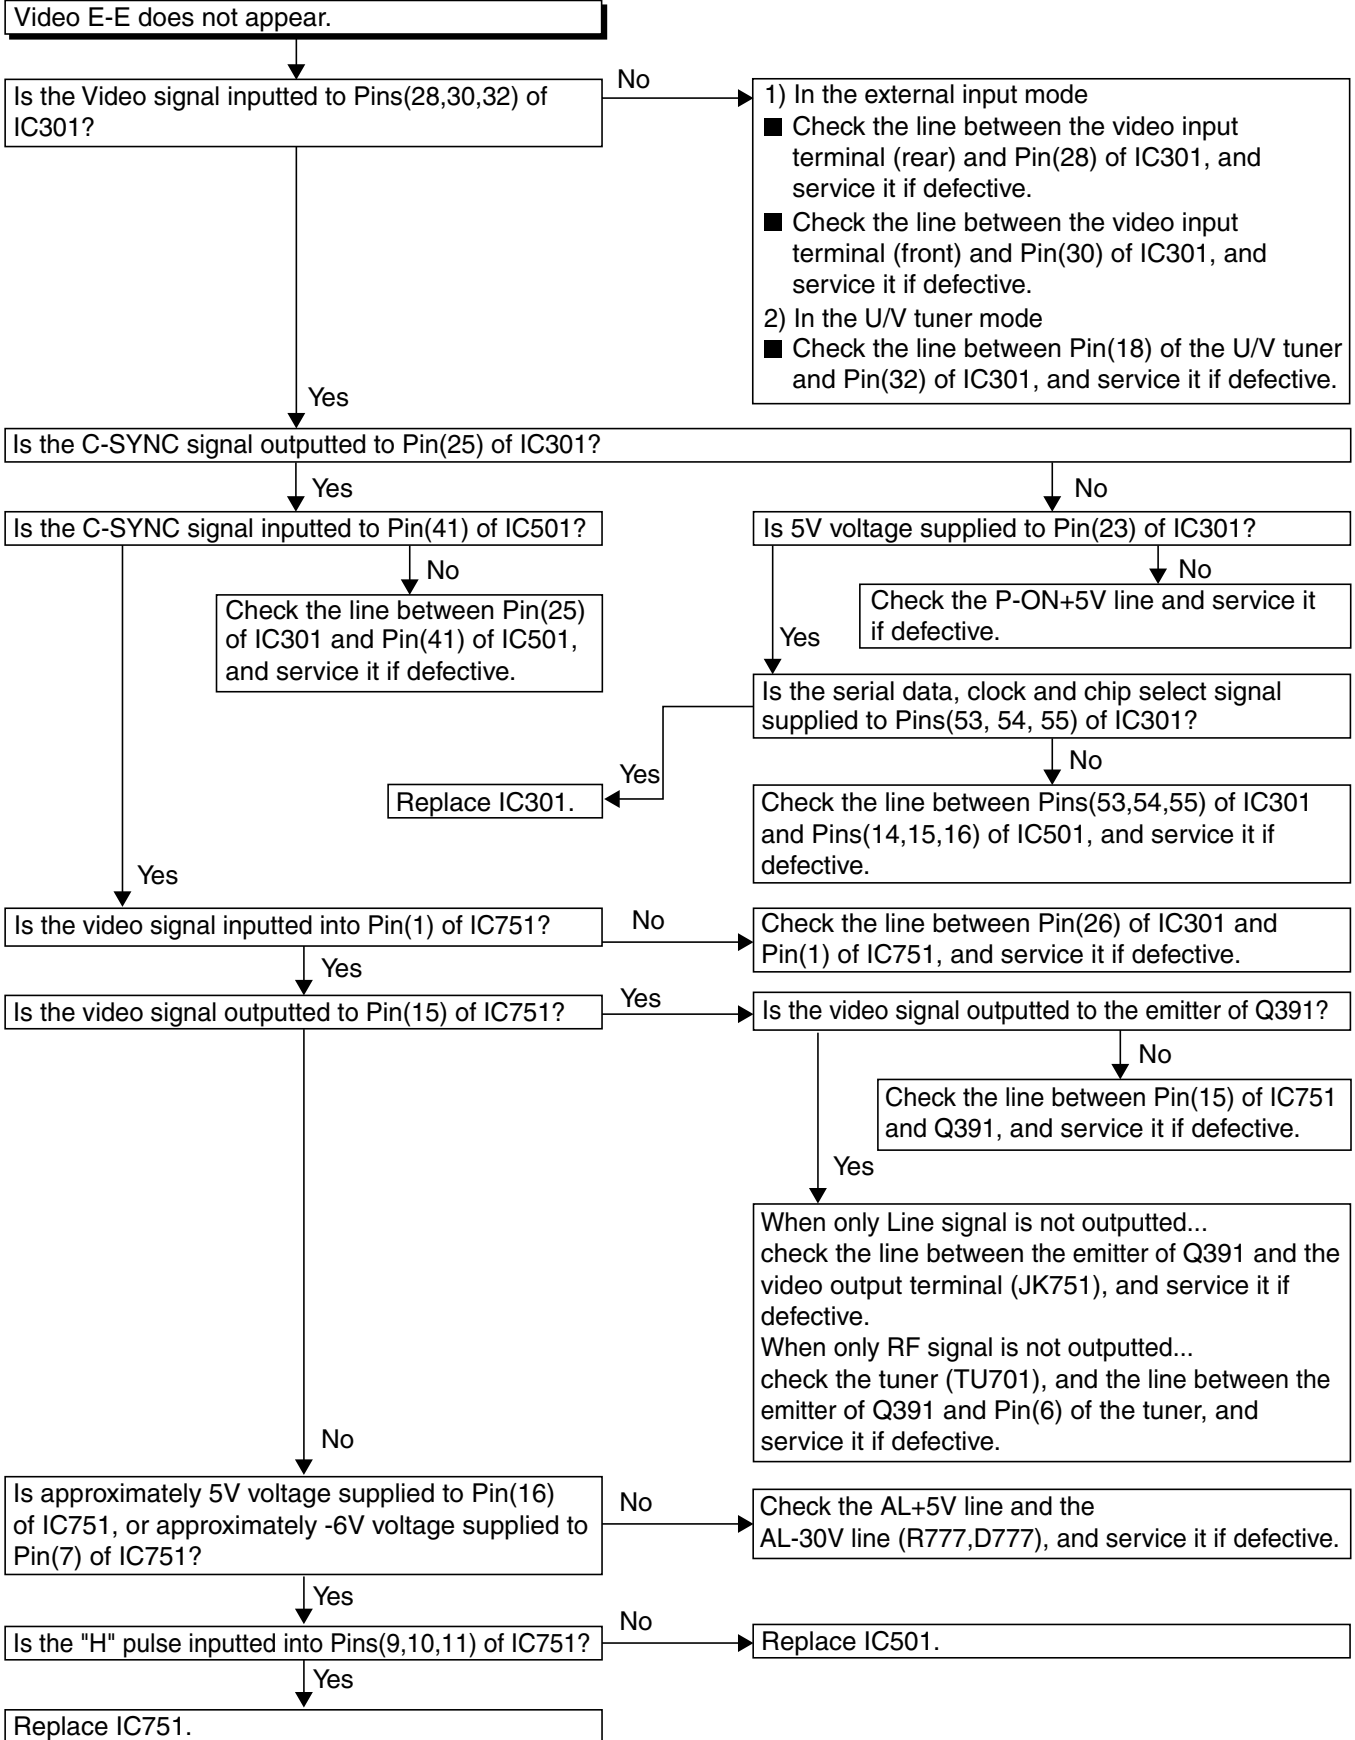 Video E-E does not appear.
Is the Video signal inputted to Pins(28,30,32) of
IC301?
No
1) In the external input mode
■ Check the line between the video input
terminal (rear) and Pin(28) of IC301, and
service it if defective.
■ Check the line between the video input
terminal (front) and Pin(30) of IC301, and
service it if defective.
2) In the U/V tuner mode
■ Check the line between Pin(18) of the U/V tuner
and Pin(32) of IC301, and service it if defective.
Yes
Is the C-SYNC signal outputted to Pin(25) of IC301?
Yes
No
Is the C-SYNC signal inputted to Pin(41) of IC501?
Is 5V voltage supplied to Pin(23) of IC301?
No
No
Check the line between Pin(25)
of IC301 and Pin(41) of IC501,
and service it if defective.
Check the P-ON+5V line and service it
if defective.
Yes
Is the serial data, clock and chip select signal
supplied to Pins(53, 54, 55) of IC301?
Yes
No
Replace IC301.
Check the line between Pins(53,54,55) of IC301
and Pins(14,15,16) of IC501, and service it if
defective.
Yes
Is the video signal inputted into Pin(1) of IC751?
No
Check the line between Pin(26) of IC301 and
Pin(1) of IC751, and service it if defective.
Yes
Is the video signal outputted to Pin(15) of IC751?
Yes
Is the video signal outputted to the emitter of Q391?
No
Check the line between Pin(15) of IC751
and Q391, and service it if defective.
Yes
When only Line signal is not outputted...
check the line between the emitter of Q391 and the
video output terminal (JK751), and service it if
defective.
When only RF signal is not outputted...
check the tuner (TU701), and the line between the
emitter of Q391 and Pin(6) of the tuner, and
service it if defective.
No
Is approximately 5V voltage supplied to Pin(16)
of IC751, or approximately -6V voltage supplied to
Pin(7) of IC751?
No
Check the AL+5V line and the
AL-30V line (R777,D777), and service it if defective.
Yes
Is the "H" pulse inputted into Pins(9,10,11) of IC751?
No
Replace IC501.
Yes
Replace IC751.